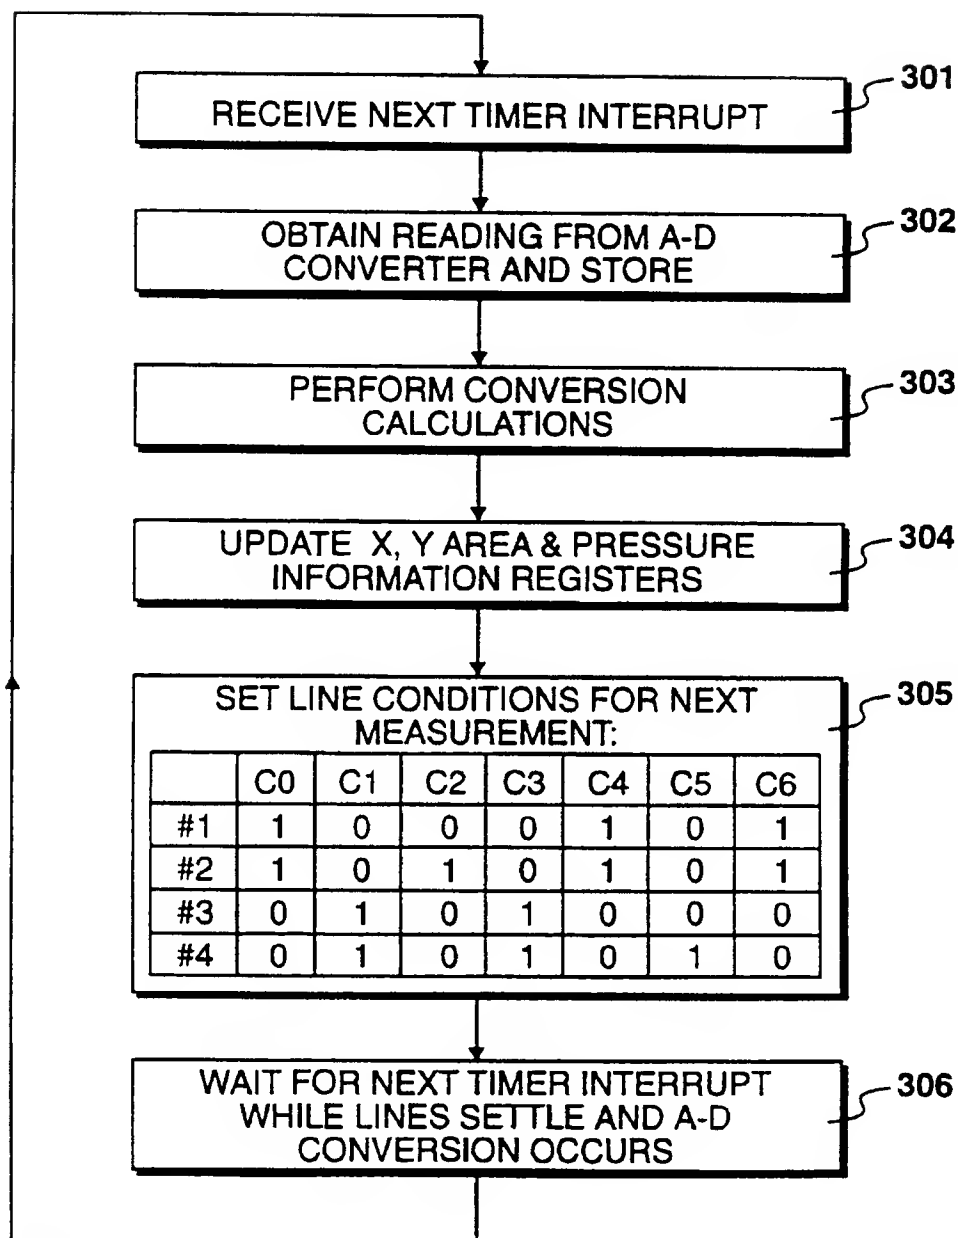 301
RECEIVE NEXT TIMER INTERRUPT
302
OBTAIN READING FROM A-D
CONVERTER AND STORE
303
PERFORM CONVERSION
CALCULATIONS
304
UPDATE X, Y AREA & PRESSURE
INFORMATION REGISTERS
305
SET LINE CONDITIONS FOR NEXT
MEASUREMENT:
C0 C1 C2 C3 C4 C5 C6
#1 1 0 0 0 1 0 1
#2 1 0 1 0 1 0 1
#3 0 1 0 1 0 0 0
#4 0 1 0 1 0 1 0
306
WAIT FOR NEXT TIMER INTERRUPT
WHILE LINES SETTLE AND A-D
CONVERSION OCCURS